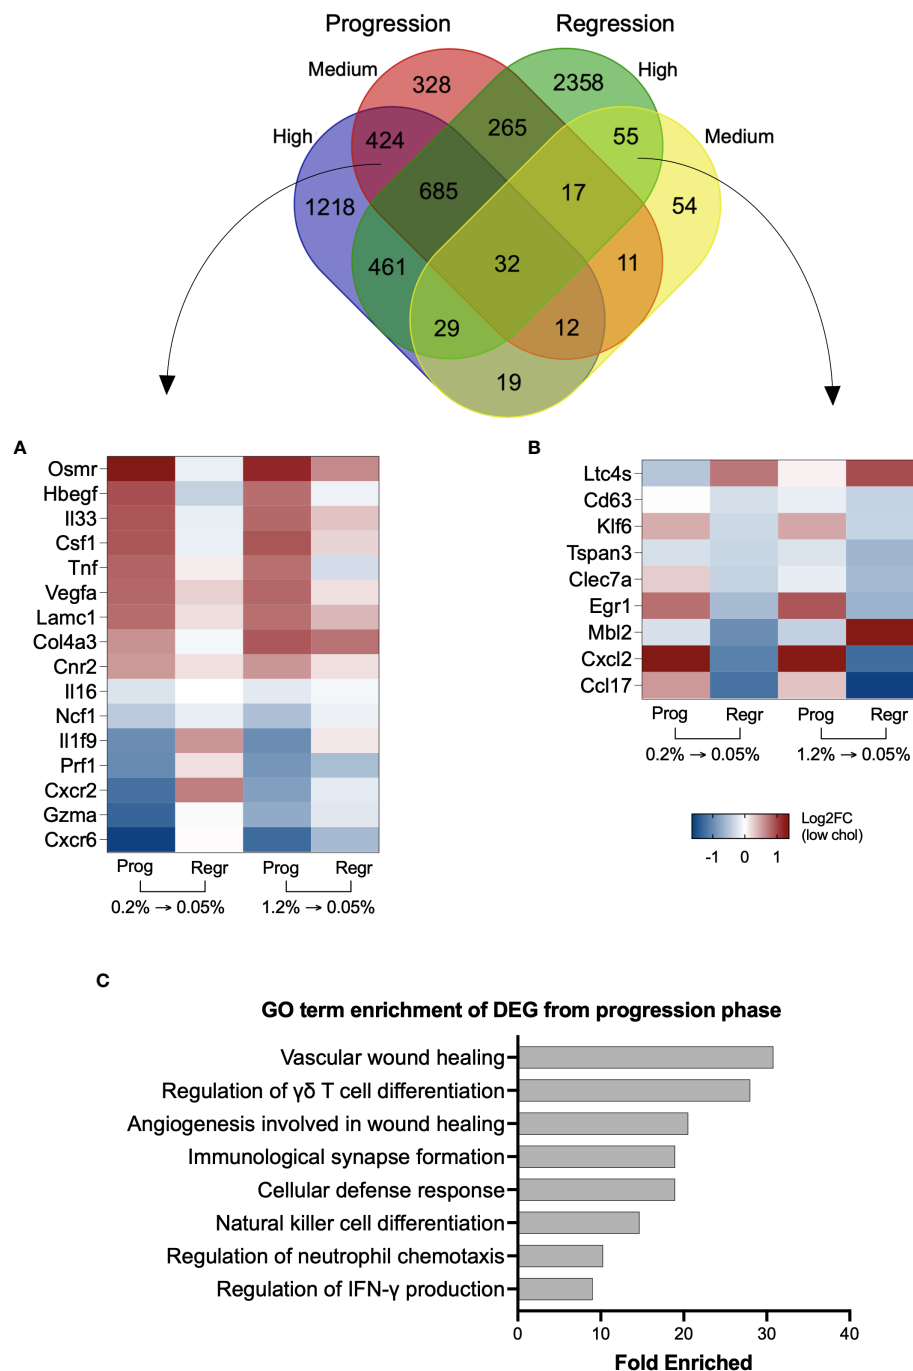 Progression Regression
Medium High
High Medium
328 2358
424 265 55
685 17
1218 54
461 32 11
29 12
19
A
Osmr
Hbegf
Il33
Csf1
Tnf
Vegfa
Lamc1
Col4a3
Cnr2
Il16
Ncf1
Il1f9
Prf1
Cxcr2
Gzma
Cxcr6
Prog Regr Prog Regr
0.2% → 0.05% 1.2% → 0.05%
B
Ltc4s
Cd63
Klf6
Tspan3
Clec7a
Egr1
Mbl2
Cxcl2
Ccl17
Prog Regr Prog Regr
0.2% → 0.05% 1.2% → 0.05%
Log2FC
(low chol)
-1 0 1
C
GO term enrichment of DEG from progression phase
Vascular wound healing
Regulation of γδ T cell differentiation
Angiogenesis involved in wound healing
Immunological synapse formation
Cellular defense response
Natural killer cell differentiation
Regulation of neutrophil chemotaxis
Regulation of IFN-γ production
0 10 20 30 40
Fold Enriched